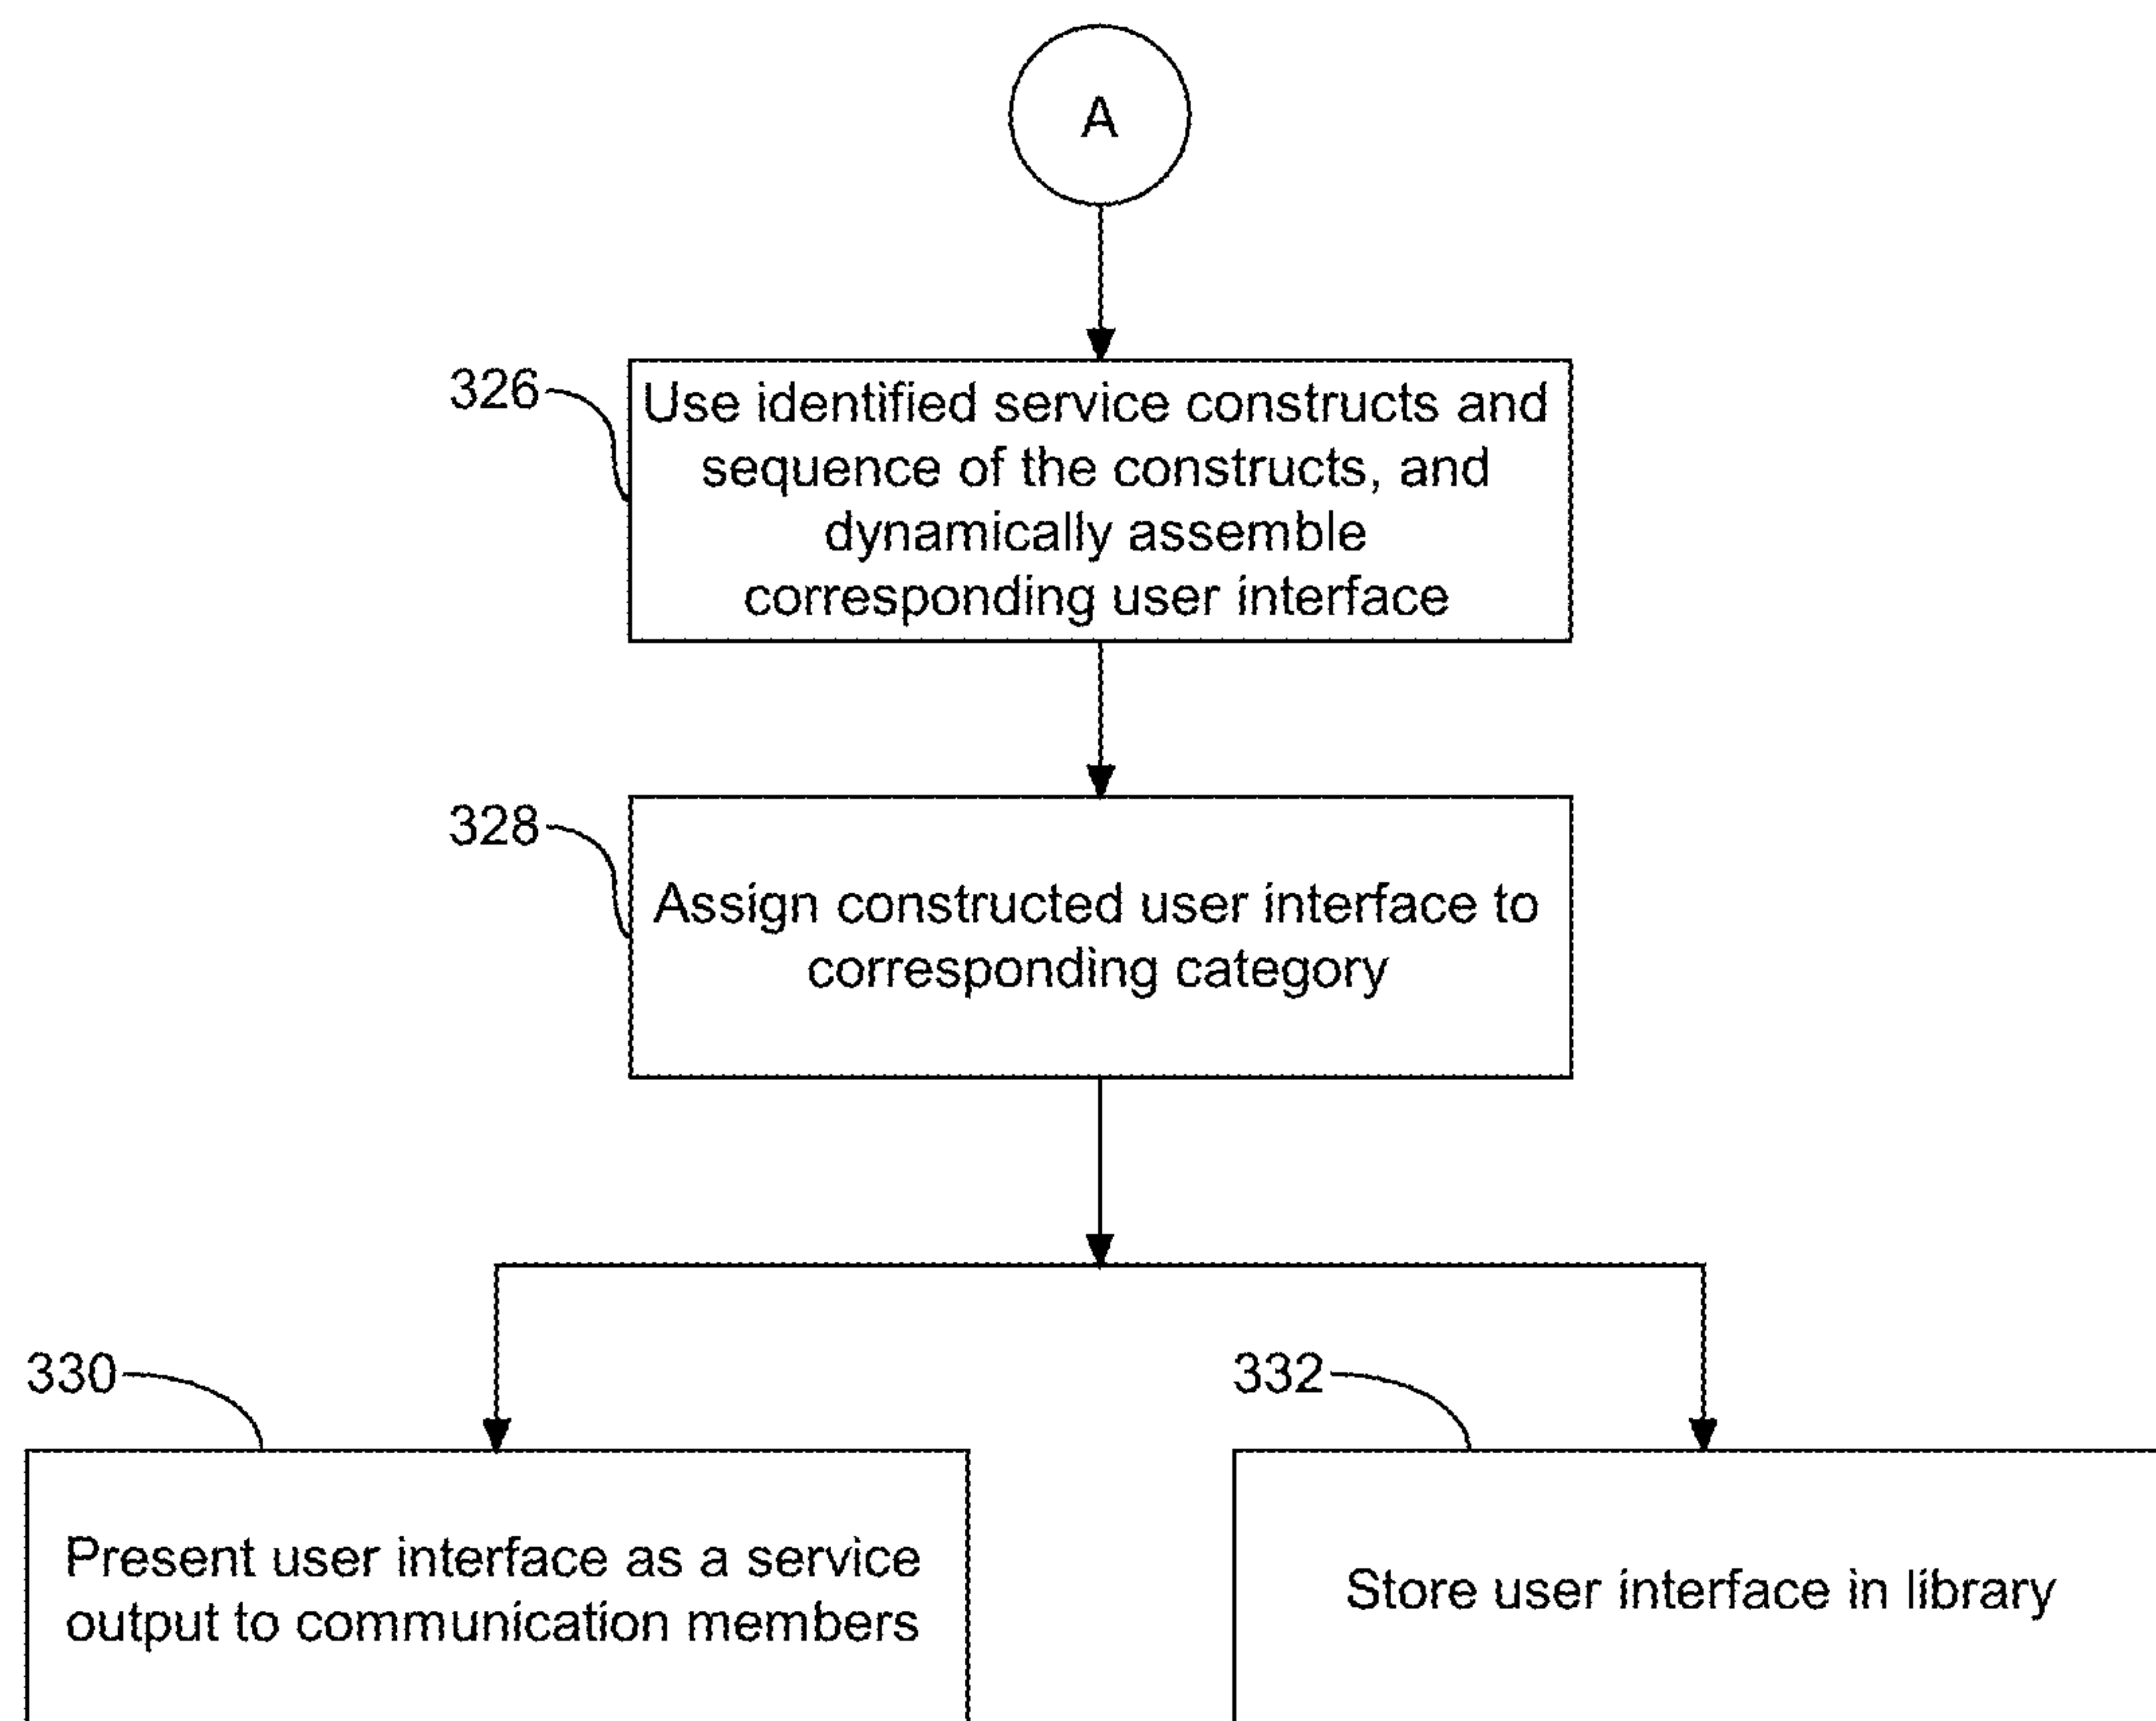 A
326
Use identified service constructs and
sequence of the constructs, and
dynamically assemble
corresponding user interface
328
Assign constructed user interface to
corresponding category
330
Present user interface as a service
output to communication members
332
Store user interface in library